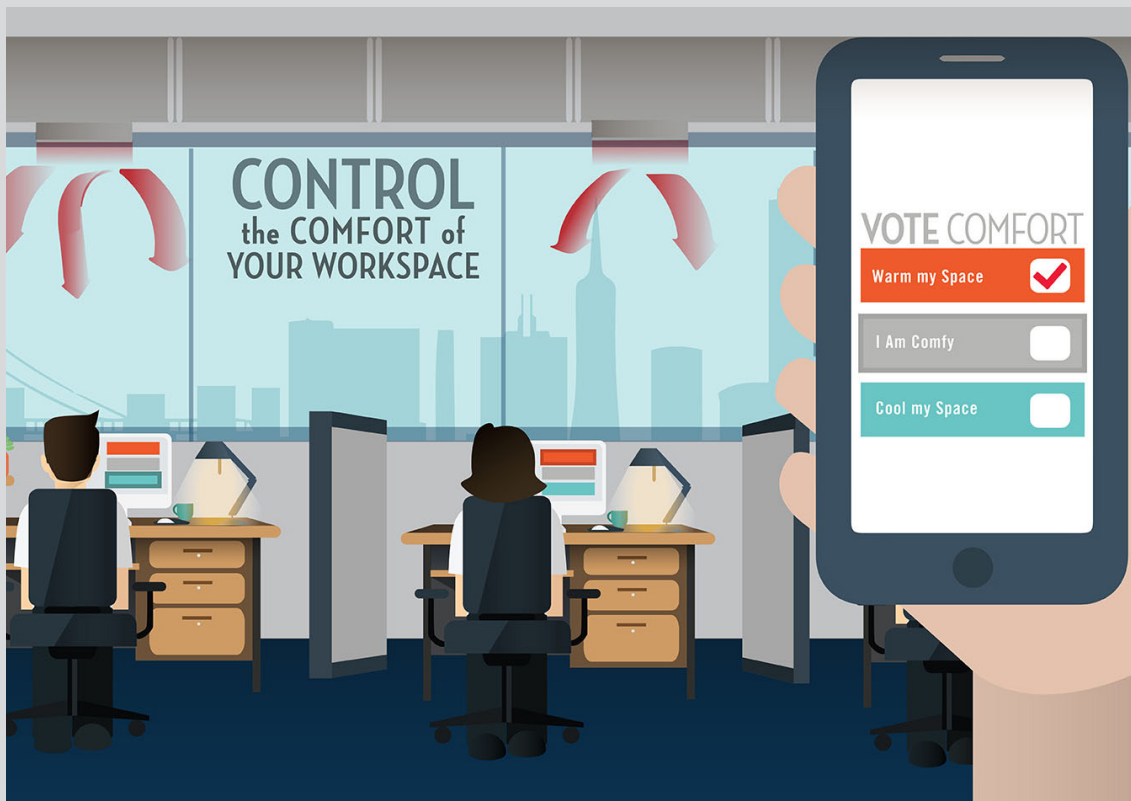 CONTROL
the COMFORT of
YOUR WORKSPACE
VOTE COMFORT
Warm my Space
I Am Comfy
Cool my Space